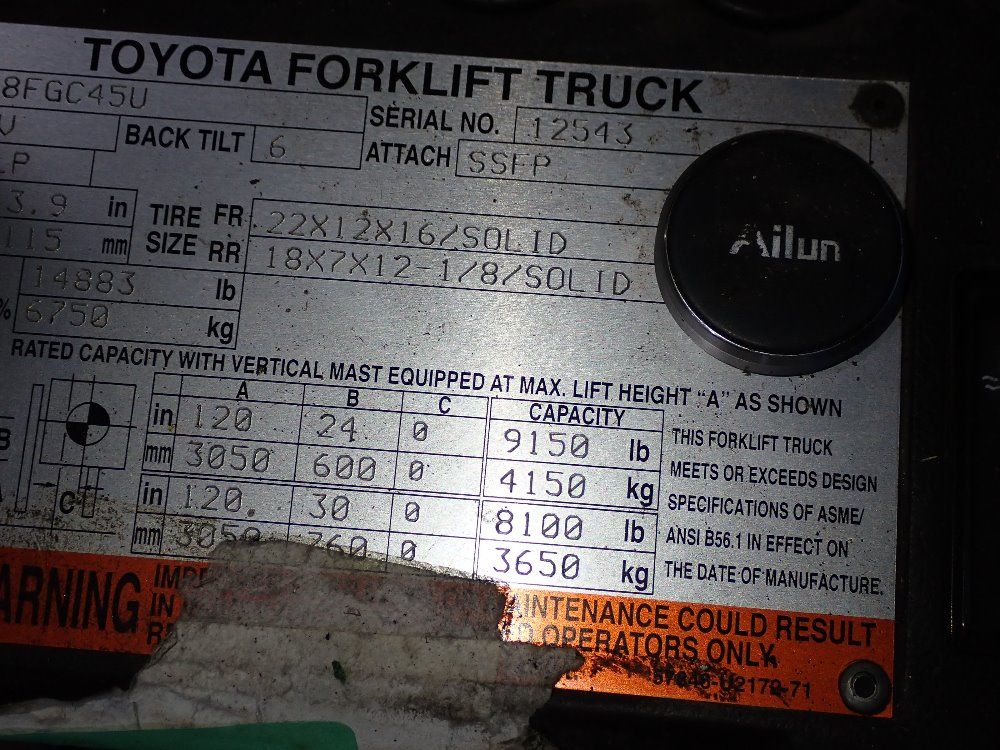 TOYOTA FORKLIFT TRUCK
8FGC45U
SERIAL NO. 12543
V BACK TILT 6
ATTACH SSFP
LP
3.9 in
115 mm
TIRE SIZE
FR 22X12X16/SOLID
RR 18X7X12-1/8/SOLID
14883 lb
% 6750 kg
Ailun
RATED CAPACITY WITH VERTICAL MAST EQUIPPED AT MAX. LIFT HEIGHT “A” AS SHOWN
A B C CAPACITY
in 120 24 0 9150 lb
mm 3050 600 0 4150 kg
in 120. 30 0 8100 lb
mm 3050 760 0 3650 kg
B
C
THIS FORKLIFT TRUCK
MEETS OR EXCEEDS DESIGN
SPECIFICATIONS OF ASME/
ANSI B56.1 IN EFFECT ON
THE DATE OF MANUFACTURE.
ARNING
IN
INTENANCE COULD RESULT
OPERATORS ONLY